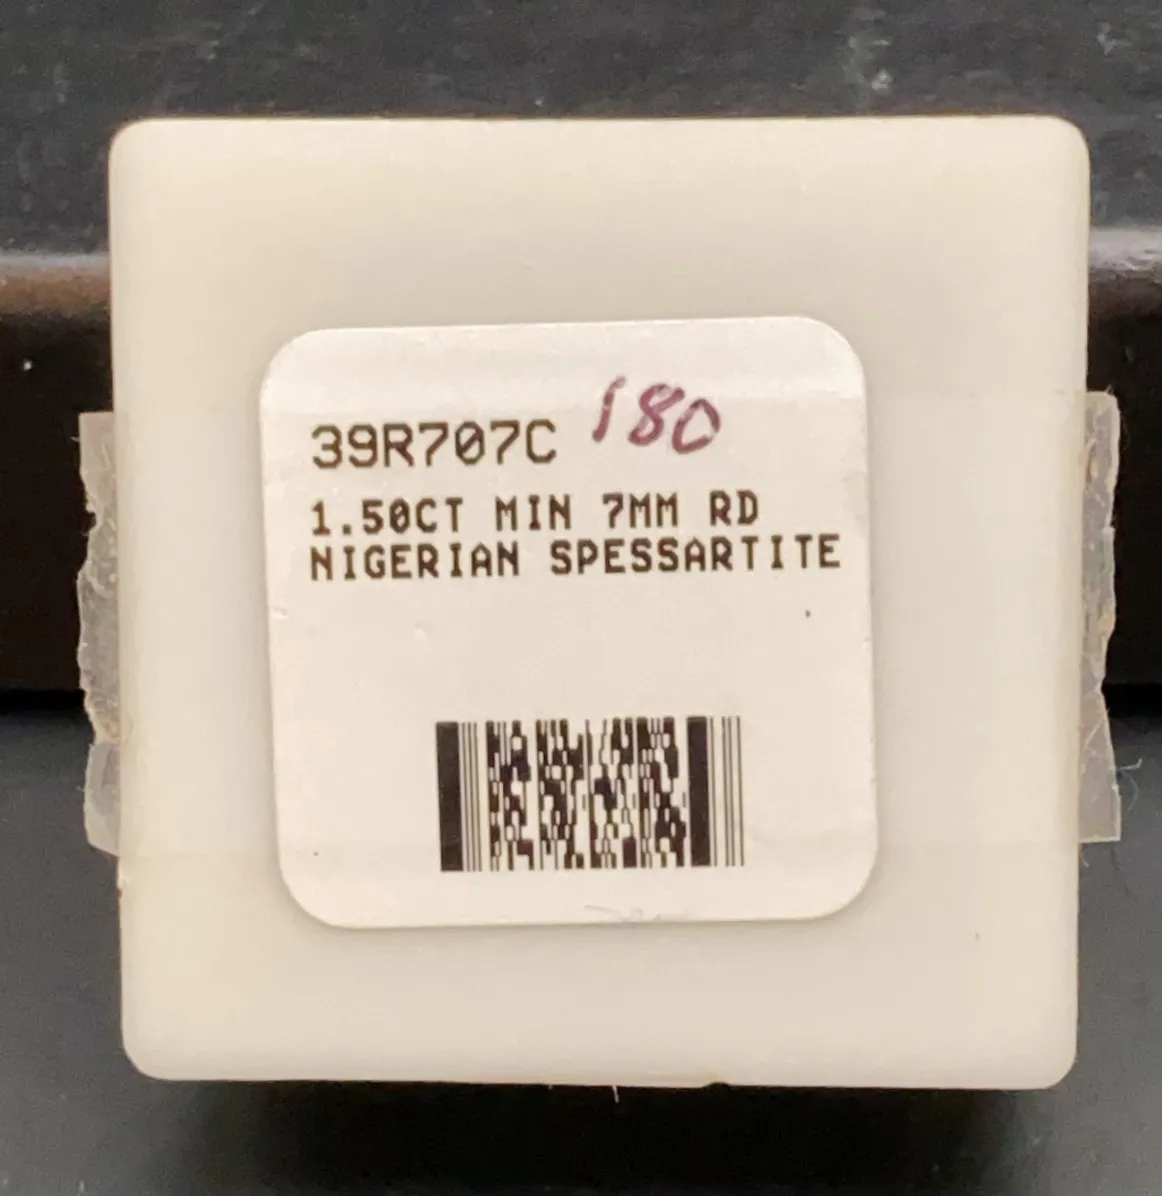 39R707C 180
1.50CT MIN 7MM RD
NIGERIAN SPESSARTITE